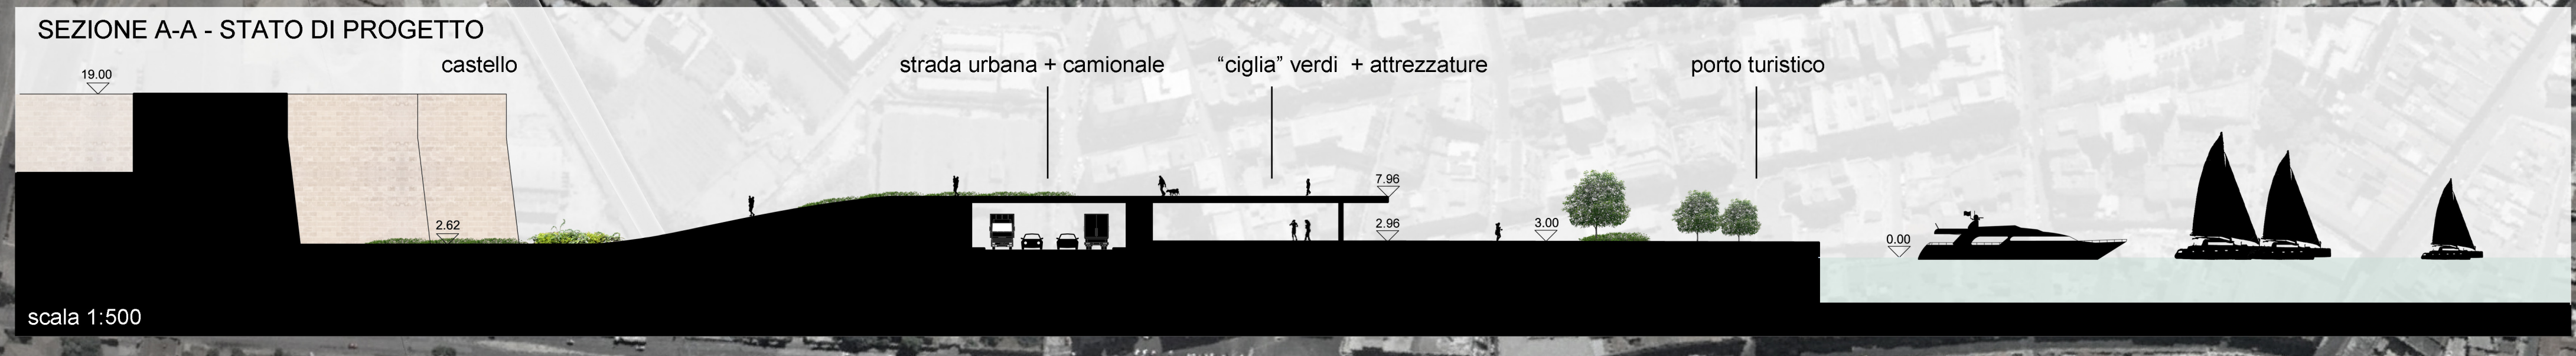 SEZIONE A-A - STATO DI PROGETTO
castello
strada urbana + camionale
“ciglia” verdi + attrezzature
porto turistico
19.00
7.96
2.62
2.96
3.00
0.00
scala 1:500